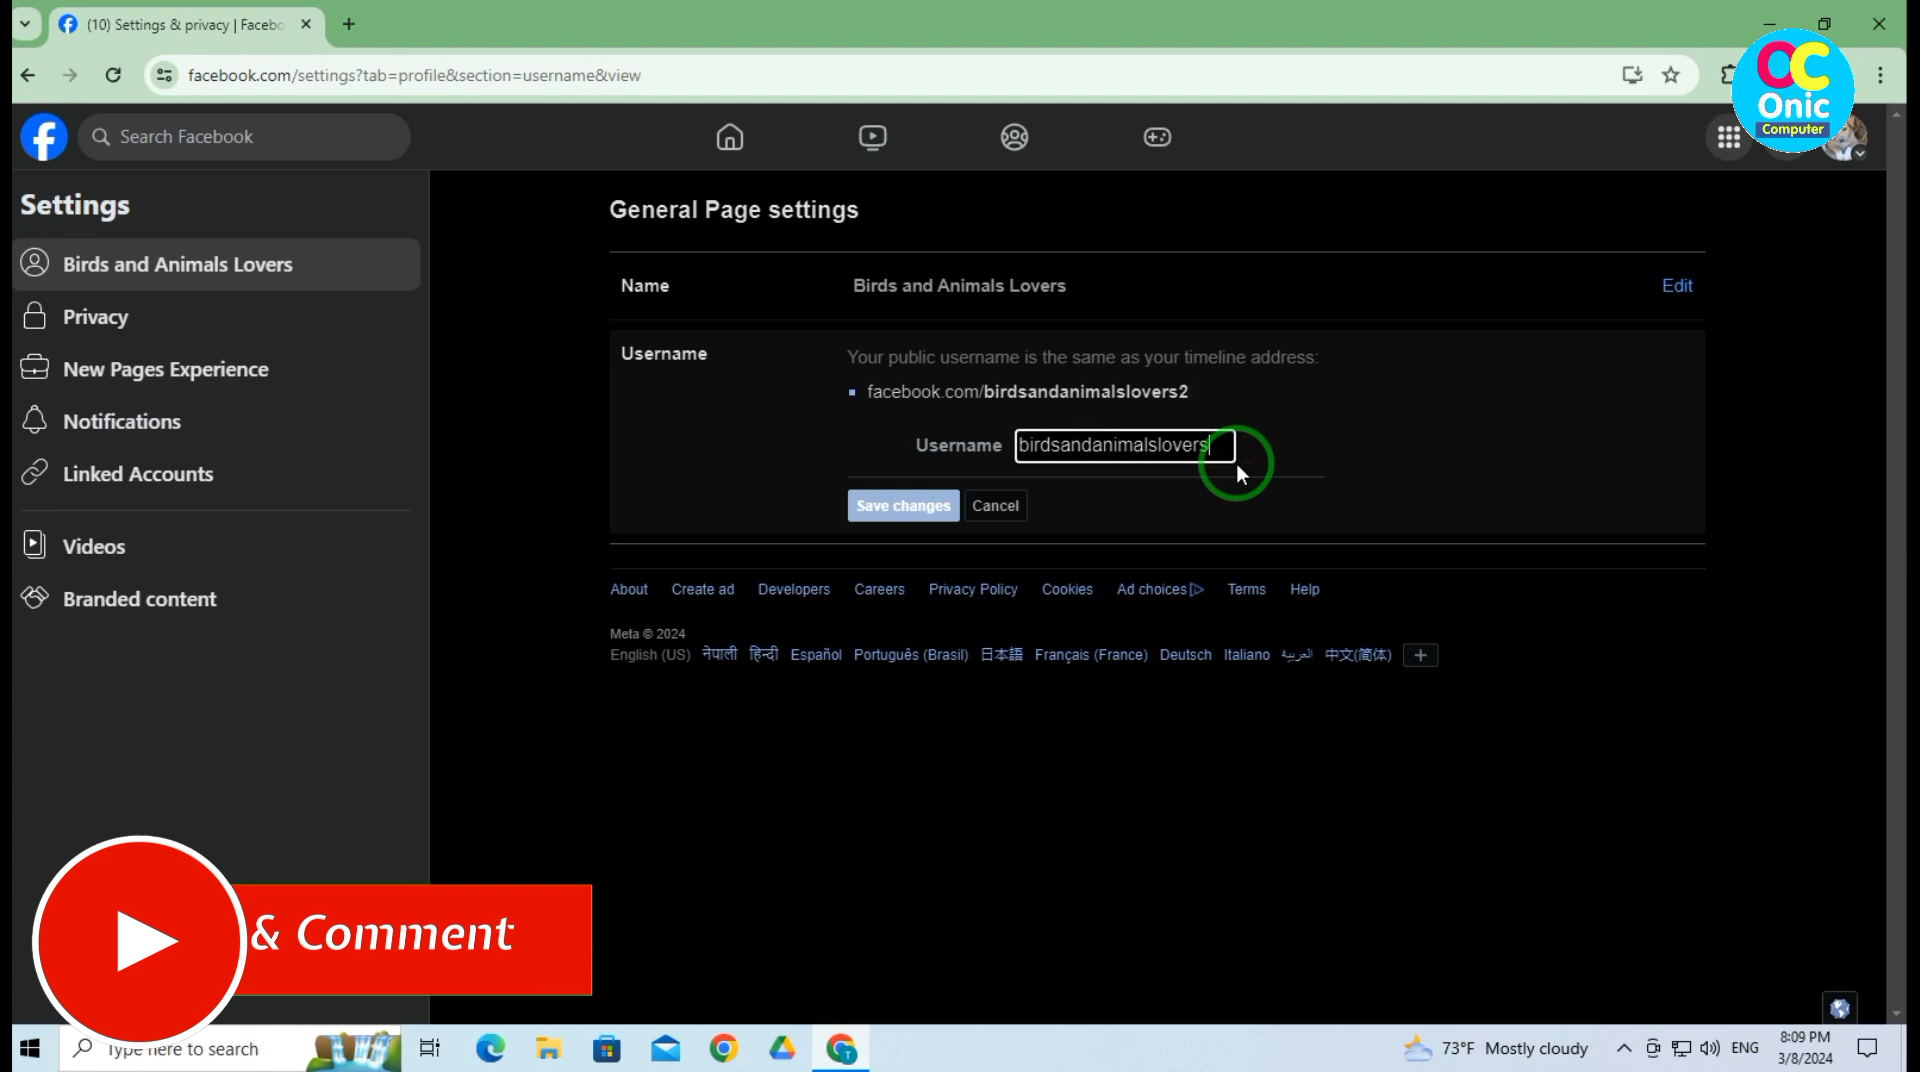 (10) Settings & privacy | Facebo
facebook.com/settings?tab=profile&section=username&view
OC
Onic
Computer
Search Facebook
Settings
Birds and Animals Lovers
Privacy
New Pages Experience
Notifications
Linked Accounts
Videos
Branded content
General Page settings
Name Birds and Animals Lovers Edit
Username Your public username is the same as your timeline address:
facebook.com/birdsandanimalslovers2
Username birdsandanimalslovers
Save changes Cancel
About Create ad Developers Careers Privacy Policy Cookies Ad choices Terms Help
Meta © 2024
English (US) नेपाली हिन्दी Español Português (Brasil) 日本語 Français (France) Deutsch Italiano العربية 中文(简体)
& Comment
Type here to search
73°F Mostly cloudy ENG
8:09 PM
3/8/2024